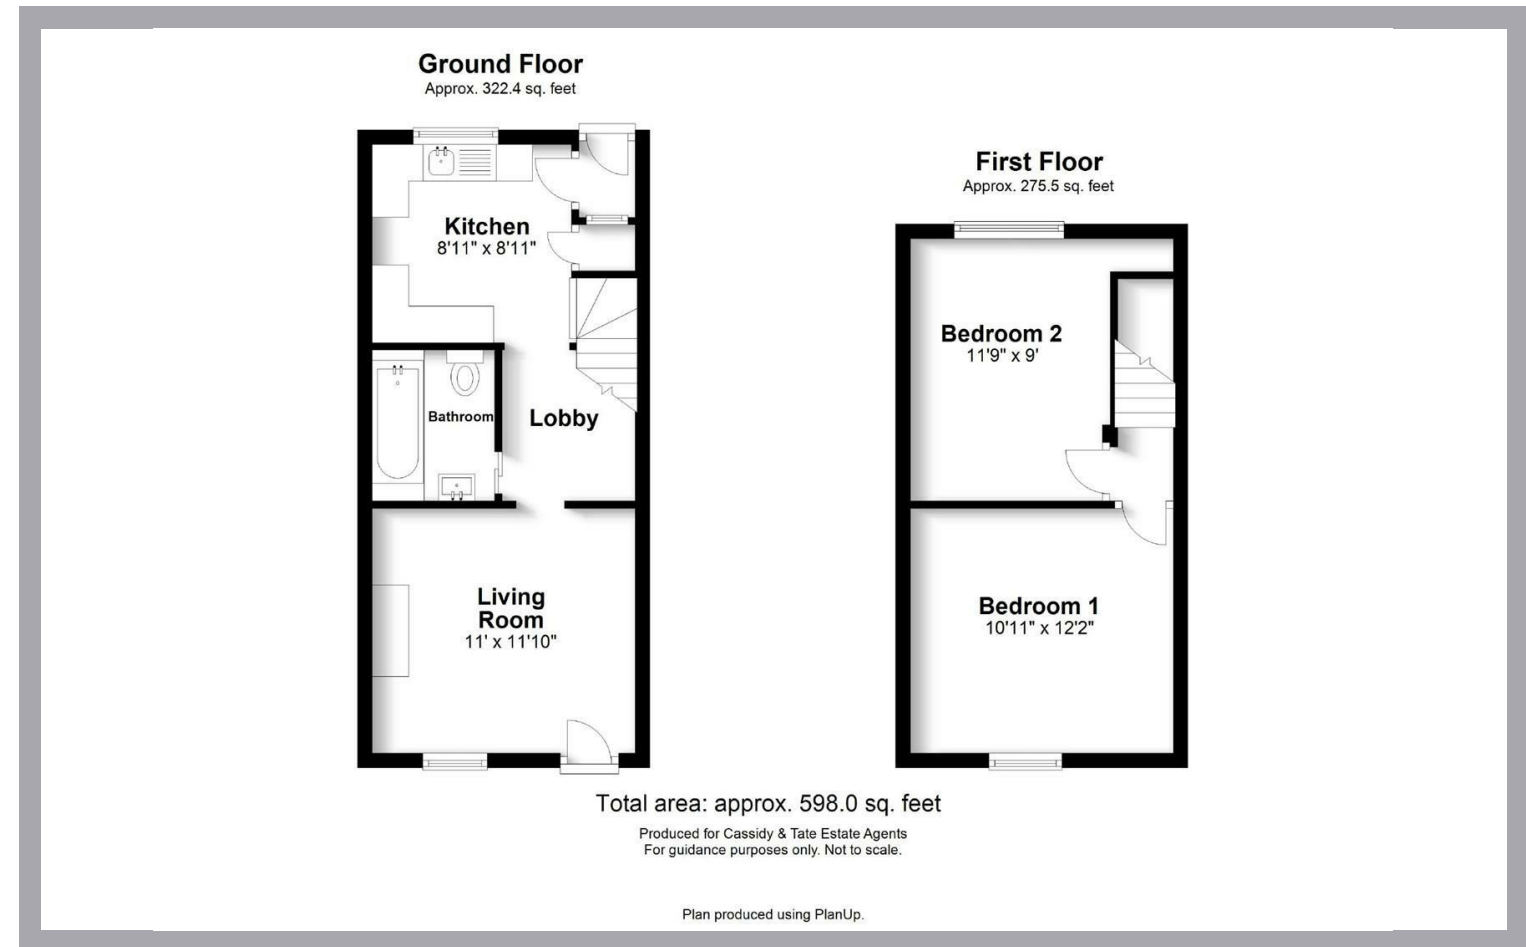 Ground Floor
Approx. 322.4 sq. feet
Kitchen
8'11" x 8'11"
Bathroom
Lobby
Living
Room
11' x 11'10"
First Floor
Approx. 275.5 sq. feet
Bedroom 2
11'9" x 9'
Bedroom 1
10'11" x 12'2"
Total area: approx. 598.0 sq. feet
Produced for Cassidy & Tate Estate Agents
For guidance purposes only. Not to scale.
Plan produced using PlanUp.